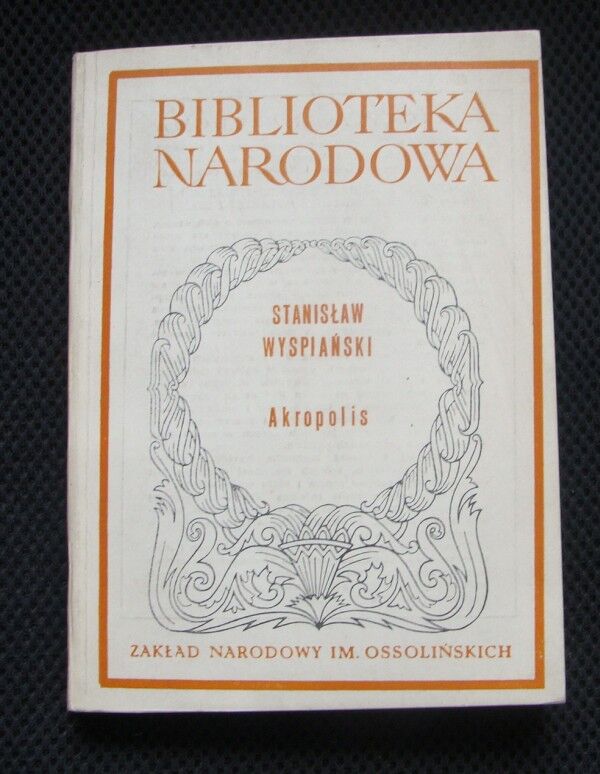 BIBLIOTEKA
NARODOWA
STANISŁAW
WYSPIAŃSKI
Akropolis
ZAKŁAD NARODOWY IM. OSSOLIŃSKICH